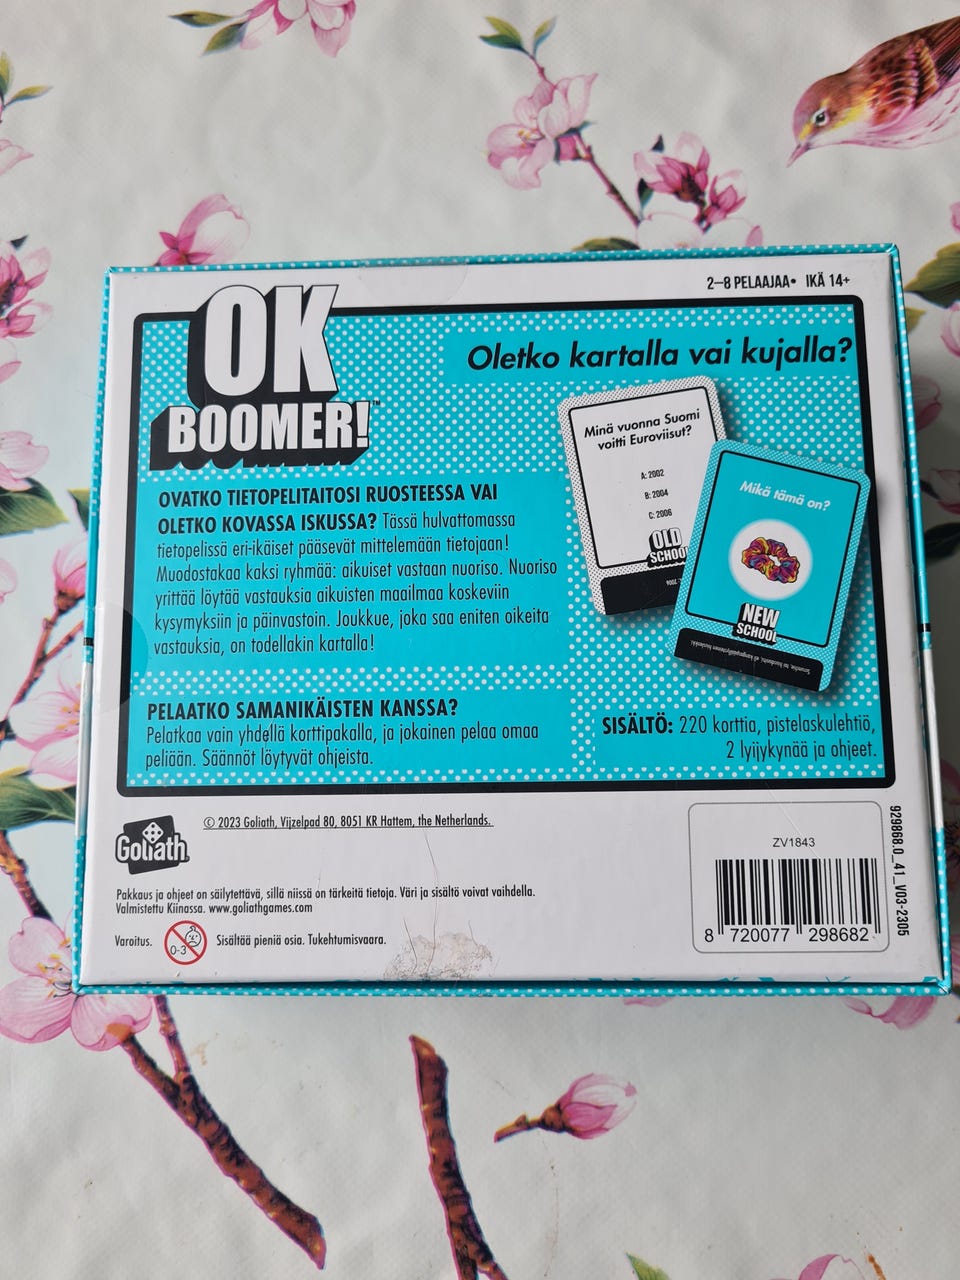 2–8 PELAAJAA• IKÄ 14+
OK
BOOMER!™
Oletko kartalla vai kujalla?
OVATKO TIETOPELITAITOSI RUOSTEESSA VAI
OLETKO KOVASSA ISKUSSA? Tässä hulvattomassa
tietopelissä eri-ikäiset pääsevät mittelemään tietojaan!
Muodostakaa kaksi ryhmää: aikuiset vastaan nuoriso. Nuoriso
yrittää löytää vastauksia aikuisten maailmaa koskeviin
kysymyksiin ja päinvastoin. Joukkue, joka saa eniten oikeita
vastauksia, on todellakin kartalla!
PELAATKO SAMANIKÄISTEN KANSSA?
Pelatkaa vain yhdellä korttipakalla, ja jokainen pelaa omaa
peliään. Säännöt löytyvät ohjeista.
Minä vuonna Suomi
voitti Euroviisut?
A: 2002
B: 2004
C: 2006
OLD
SCHOO
C: 2006
Mikä tämä on?
NEW
SCHOOL
SISÄLTÖ: 220 korttia, pistelaskulehtiö,
2 lyijykynää ja ohjeet.
Goliath
© 2023 Goliath, Vijzelpad 80, 8051 KR Hattem, the Netherlands.
Pakkaus ja ohjeet on säilytettävä, sillä niissä on tärkeitä tietoja. Väri ja sisältö voivat vaihdella.
Valmistettu Kiinassa. www.goliathgames.com
Varoitus.
0-3
Sisältää pieniä osia. Tukehtumisvaara.
ZV1843
8 720077 298682
929868.0_41_V03-2305